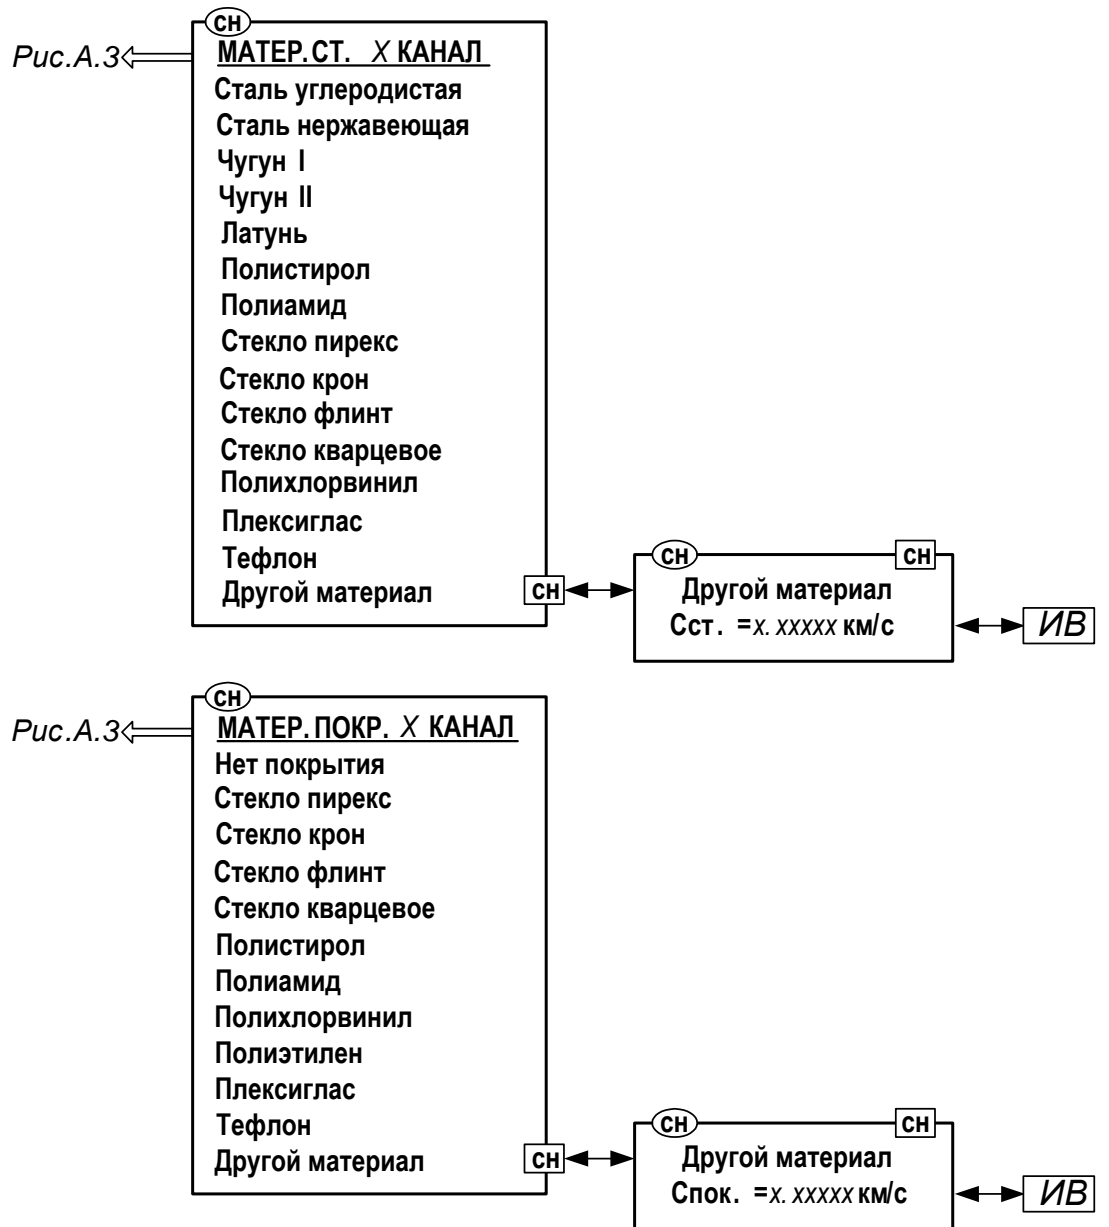 СН
Рис.А.3
МАТЕР.СТ. X КАНАЛ
Сталь углеродистая
Сталь нержавеющая
Чугун I
Чугун II
Латунь
Полистирол
Полиамид
Стекло пирекс
Стекло крон
Стекло флинт
Стекло кварцевое
Полихлорвинил
Плексиглас
Тефлон
Другой материал
СН
СН
СН
Другой материал
Сст. =x.xxxxx км/с
ИВ
СН
Рис.А.3
МАТЕР.ПОКР. X КАНАЛ
Нет покрытия
Стекло пирекс
Стекло крон
Стекло флинт
Стекло кварцевое
Полистирол
Полиамид
Полихлорвинил
Полиэтилен
Плексиглас
Тефлон
Другой материал
СН
СН
СН
Другой материал
Спок. =x.xxxxx км/с
ИВ